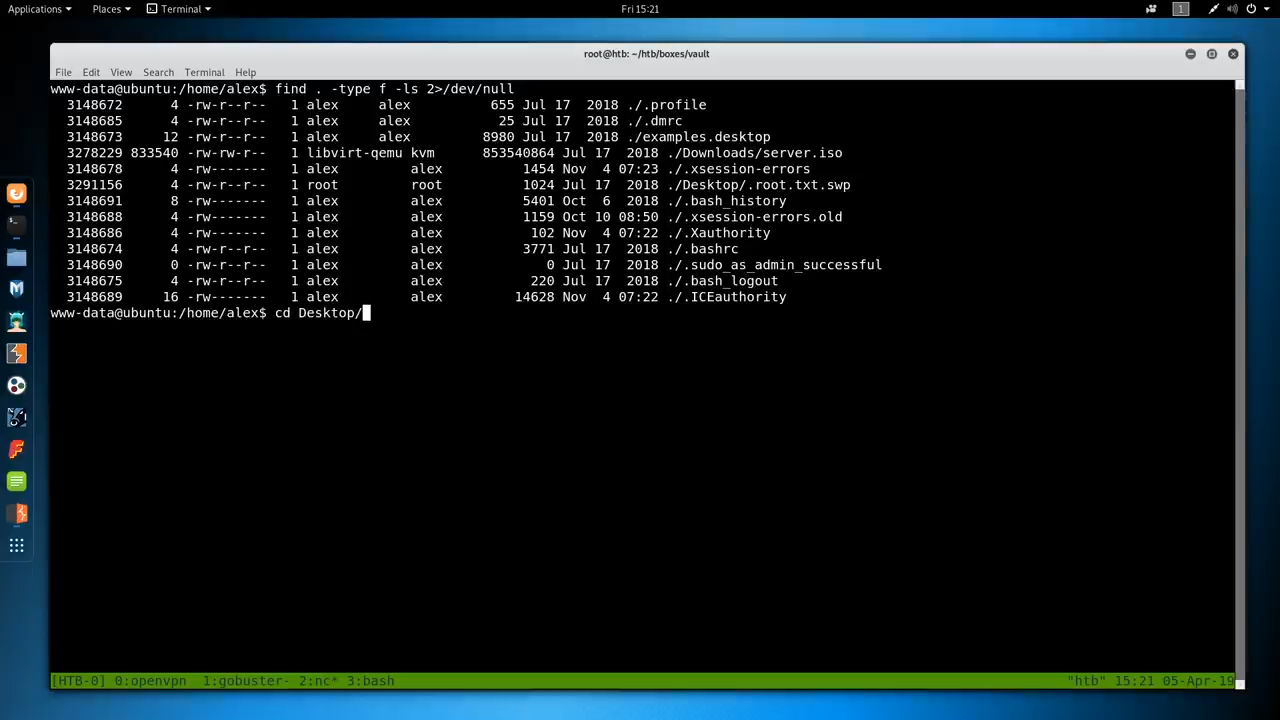 Applications Places Terminal Fri 15:21 1
root@htb: ~/htb/boxes/vault
File Edit View Search Terminal Help
www-data@ubuntu:/home/alex$ find . -type f -ls 2>/dev/null
3148672 4 -rw-r--r-- 1 alex alex 655 Jul 17 2018 ./.profile
3148685 4 -rw-r--r-- 1 alex alex 25 Jul 17 2018 ./.dmrc
3148673 12 -rw-r--r-- 1 alex alex 8980 Jul 17 2018 ./examples.desktop
3278229 833540 -rw-rw-r-- 1 libvirt-qemu kvm 853540864 Jul 17 2018 ./Downloads/server.iso
3148678 4 -rw------- 1 alex alex 1454 Nov 4 07:23 ./.xsession-errors
3291156 4 -rw-r--r-- 1 root root 1024 Jul 17 2018 ./Desktop/.root.txt.swp
3148691 8 -rw------- 1 alex alex 5401 Oct 6 2018 ./.bash_history
3148688 4 -rw------- 1 alex alex 1159 Oct 10 08:50 ./.xsession-errors.old
3148686 4 -rw------- 1 alex alex 102 Nov 4 07:22 ./.Xauthority
3148674 4 -rw-r--r-- 1 alex alex 3771 Jul 17 2018 ./.bashrc
3148690 0 -rw-r--r-- 1 alex alex 0 Jul 17 2018 ./.sudo_as_admin_successful
3148675 4 -rw-r--r-- 1 alex alex 220 Jul 17 2018 ./.bash_logout
3148689 16 -rw------- 1 alex alex 14628 Nov 4 07:22 ./.ICEauthority
www-data@ubuntu:/home/alex$ cd Desktop/
[HTB-0] 0:openvpn 1:gobuster- 2:nc* 3:bash "htb" 15:21 05-Apr-19